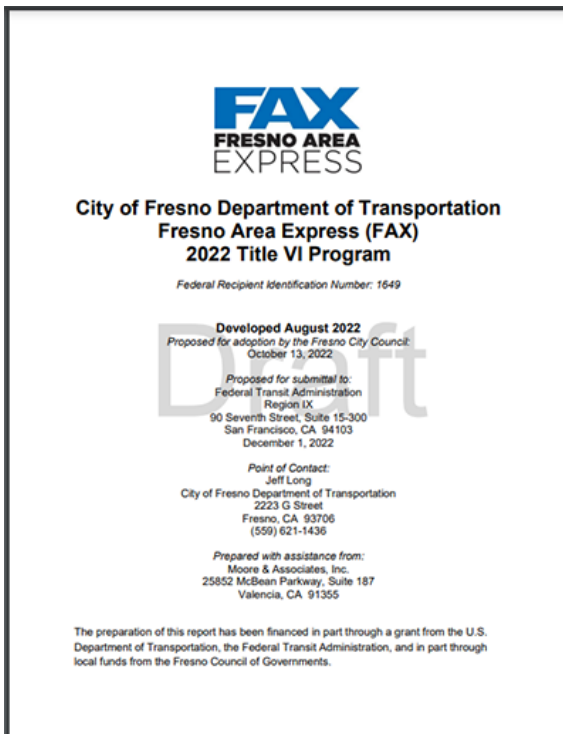 FAX
FRESNO AREA
EXPRESS
City of Fresno Department of Transportation
Fresno Area Express (FAX)
2022 Title VI Program
Federal Recipient Identification Number: 1649
Draft
Developed August 2022
Proposed for adoption by the Fresno City Council:
October 13, 2022
Proposed for submittal to:
Federal Transit Administration
Region IX
90 Seventh Street, Suite 15-300
San Francisco, CA 94103
December 1, 2022
Point of Contact:
Jeff Long
City of Fresno Department of Transportation
2223 G Street
Fresno, CA 93706
(559) 621-1436
Prepared with assistance from:
Moore & Associates, Inc.
25852 McBean Parkway, Suite 187
Valencia, CA 91355
The preparation of this report has been financed in part through a grant from the U.S.
Department of Transportation, the Federal Transit Administration, and in part through
local funds from the Fresno Council of Governments.